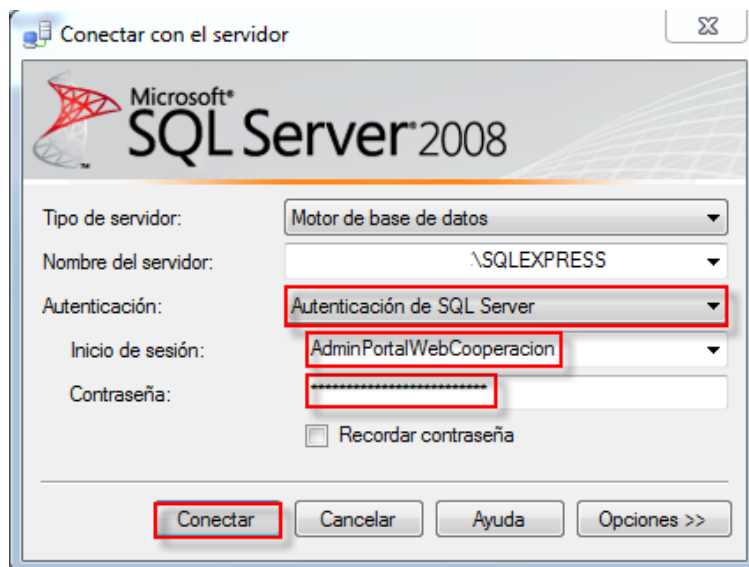 Conectar con el servidor
Microsoft®
SQL Server® 2008
Tipo de servidor: Motor de base de datos
Nombre del servidor: \SQLEXPRESS
Autenticación: Autenticación de SQL Server
Inicio de sesión: AdminPortalWebCooperacion
Contraseña: **************************
Recordar contraseña
Conectar Cancelar Ayuda Opciones >>